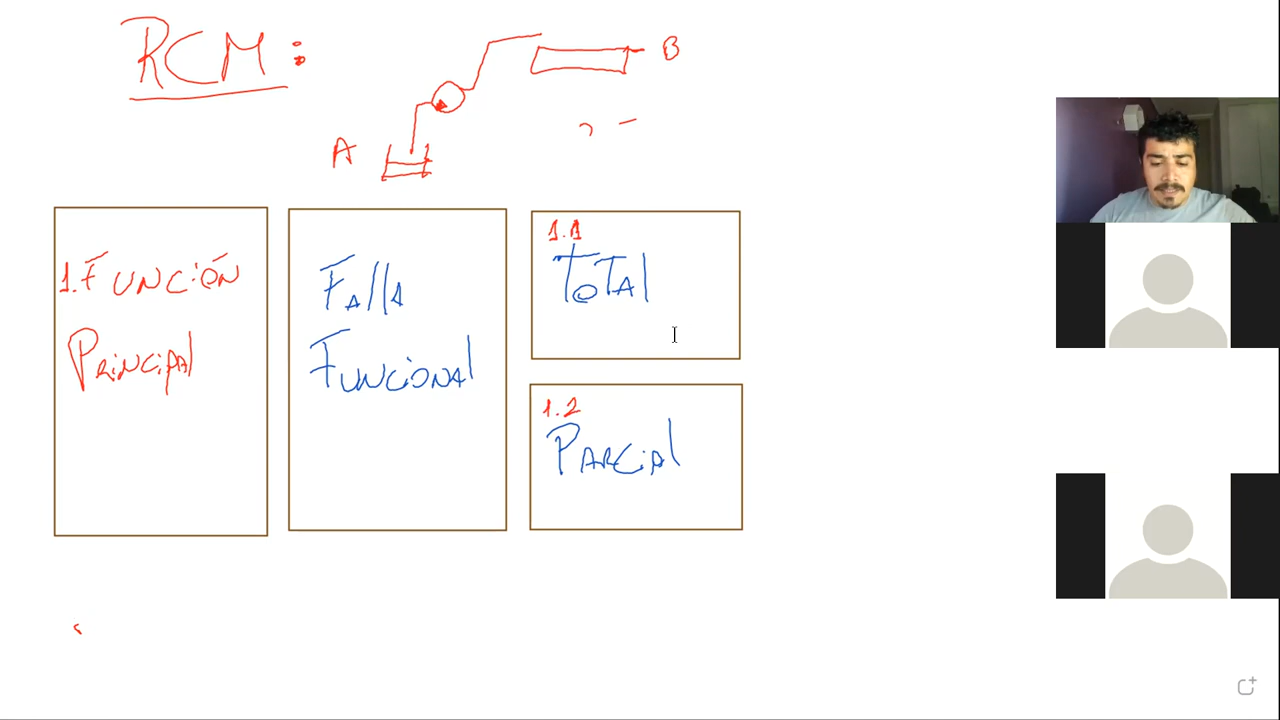 RCM:
B
A
1. FUNCIÓN
PRINCIPAL
FALLA
FUNCIONAL
1.1
TOTAL
1.2
PARCIAL